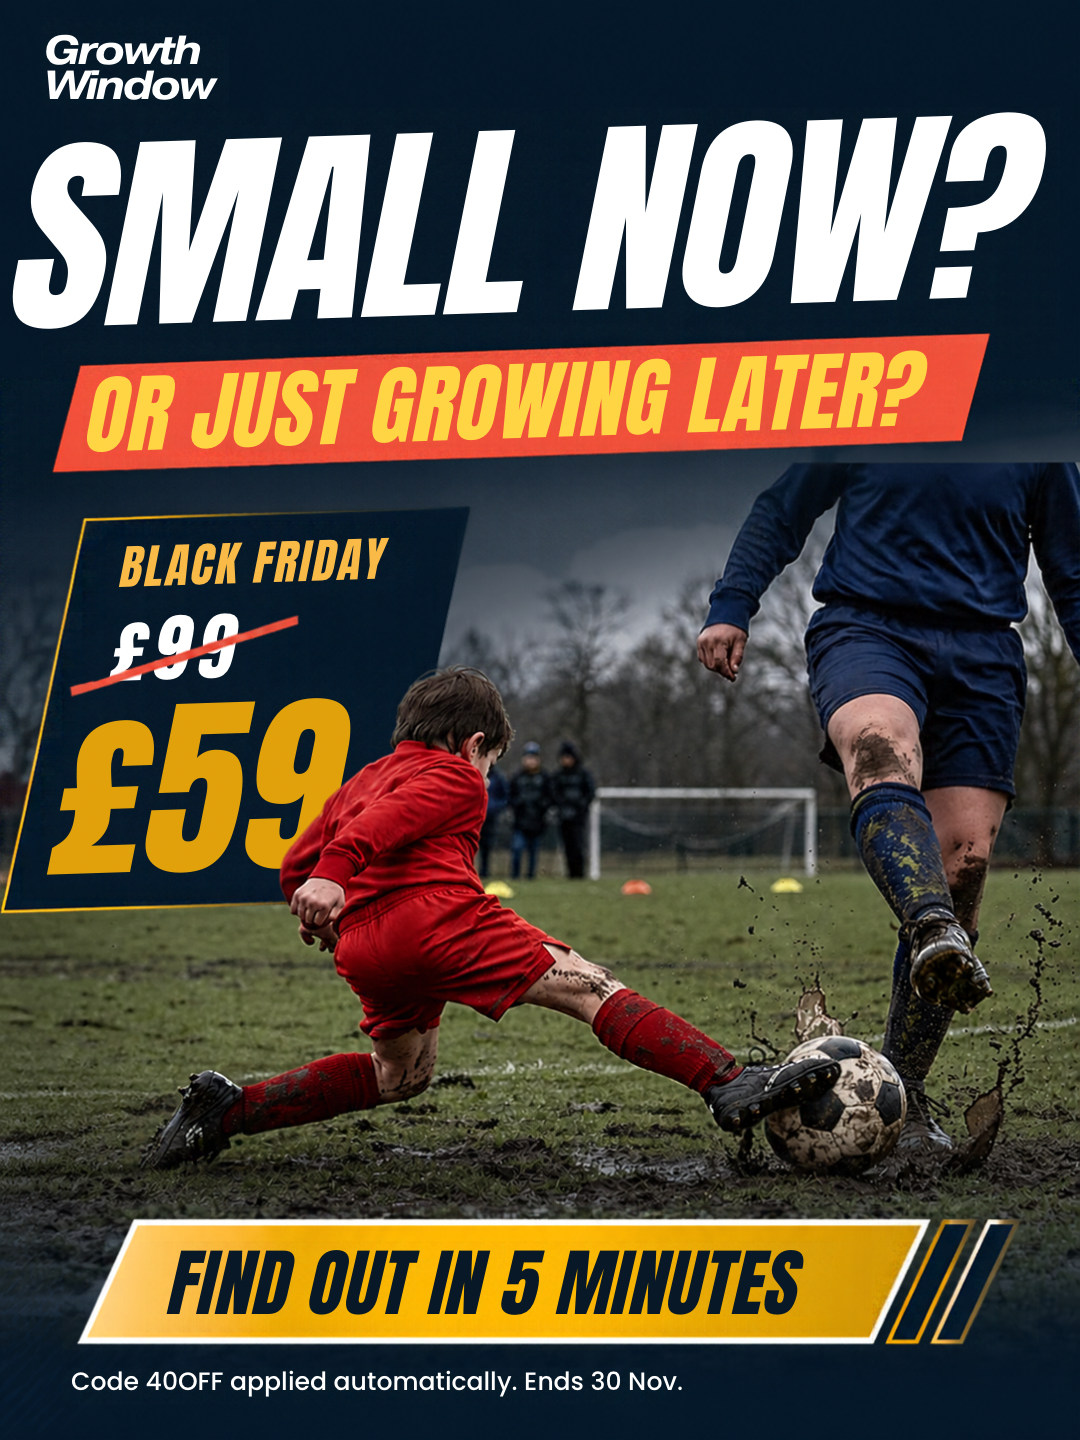 Growth
Window
SMALL NOW?
OR JUST GROWING LATER?
BLACK FRIDAY
£99
£59
FIND OUT IN 5 MINUTES
Code 40OFF applied automatically. Ends 30 Nov.